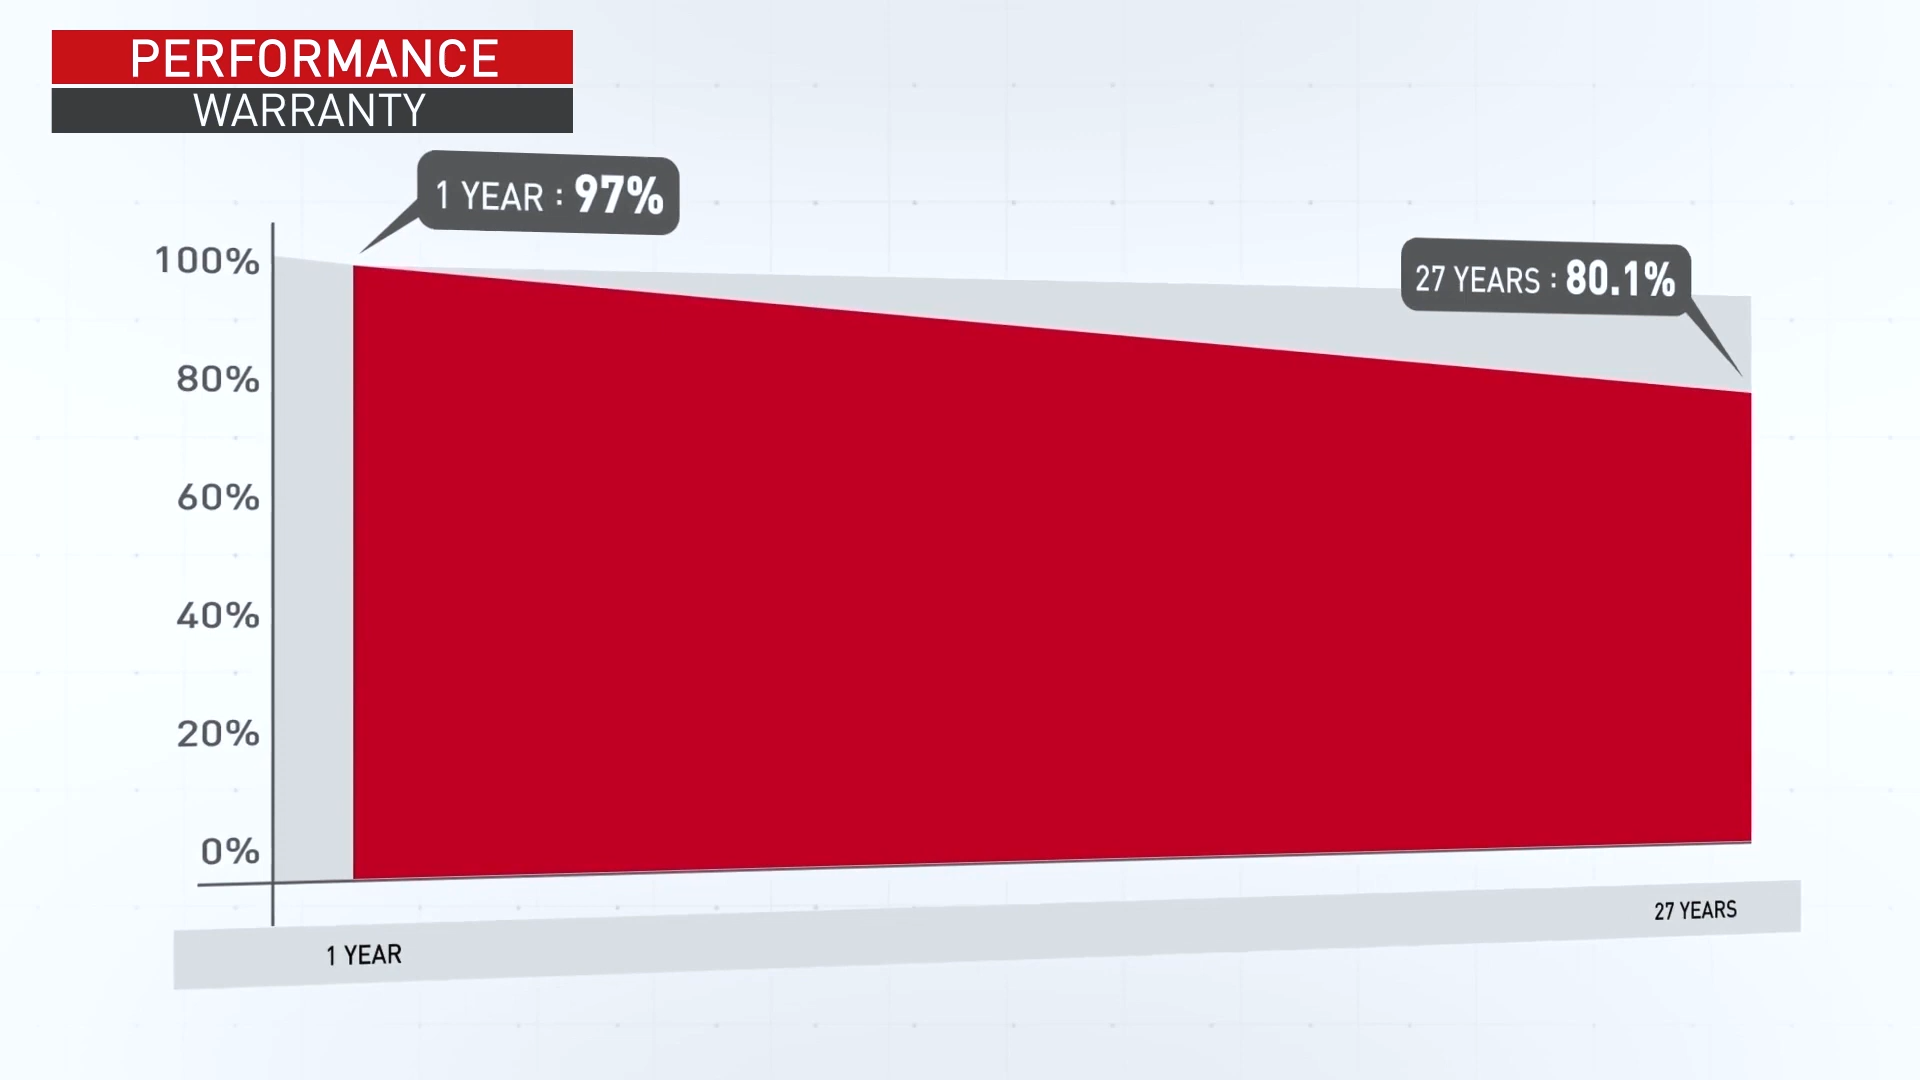 PERFORMANCE
WARRANTY
1 YEAR : 97%
27 YEARS : 80.1%
100%
80%
60%
40%
20%
0%
1 YEAR
27 YEARS